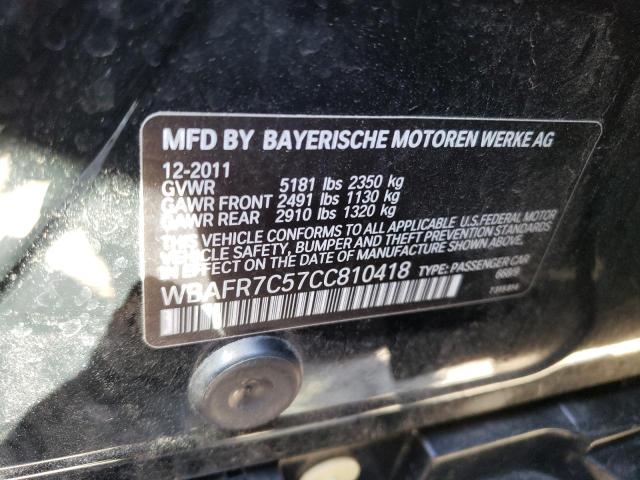 MFD BY BAYERISCHE MOTOREN WERKE AG
12-2011
GVWR 5181 lbs 2350 kg
GAWR FRONT 2491 lbs 1130 kg
GAWR REAR 2910 lbs 1320 kg
THIS VEHICLE CONFORMS TO ALL APPLICABLE U.S. FEDERAL MOTOR
VEHICLE SAFETY, BUMPER AND THEFT PREVENTION STANDARDS
IN EFFECT ON THE DATE OF MANUFACTURE SHOWN ABOVE.
WBAFR7C57CC810418 TYPE: PASSENGER CAR